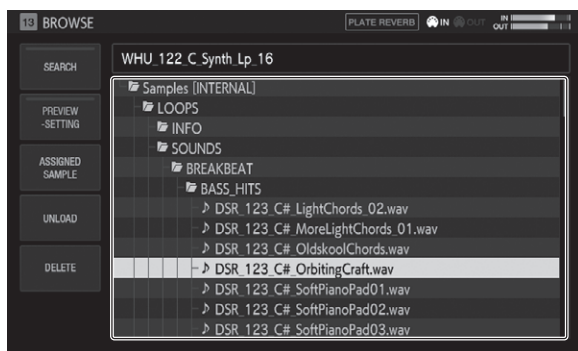 13 BROWSE
PLATE REVERB IN OUT IN
OUT
SEARCH
WHU_122_C_Synth_Lp_16
Samples [INTERNAL]
LOOPS
PREVIEW
-SETTING
INFO
SOUNDS
ASSIGNED
SAMPLE
BREAKBEAT
BASS_HITS
UNLOAD
DSR_123_C#_LightChords_02.wav
DSR_123_C#_MoreLightChords_01.wav
DSR_123_C#_OldskoolChords.wav
DELETE
DSR_123_C#_OrbitingCraft.wav
DSR_123_C#_SoftPianoPad01.wav
DSR_123_C#_SoftPianoPad02.wav
DSR_123_C#_SoftPianoPad03.wav